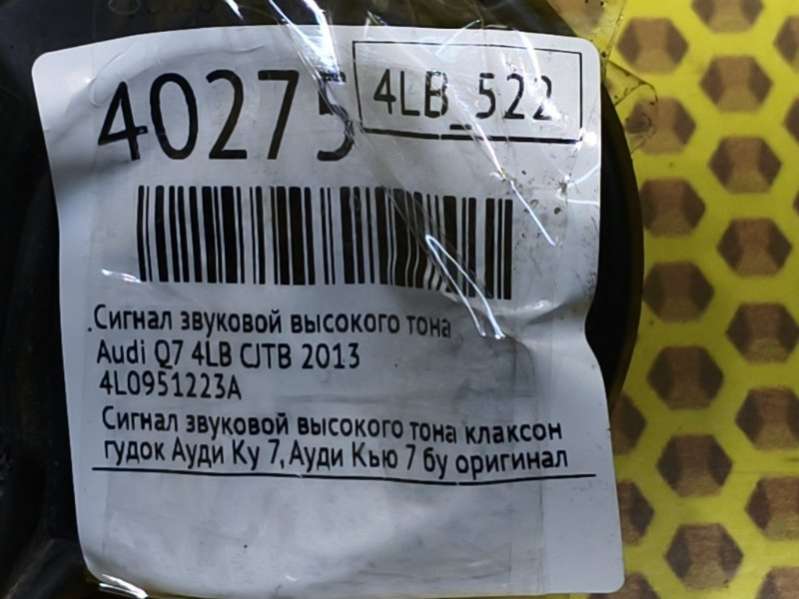 40275
4LB_522
Сигнал звуковой высокого тона
Audi Q7 4LB CJTB 2013
4L0951223A
Сигнал звуковой высокого тона клаксон
гудок Ауди Ку 7, Ауди Кью 7 бу оригинал